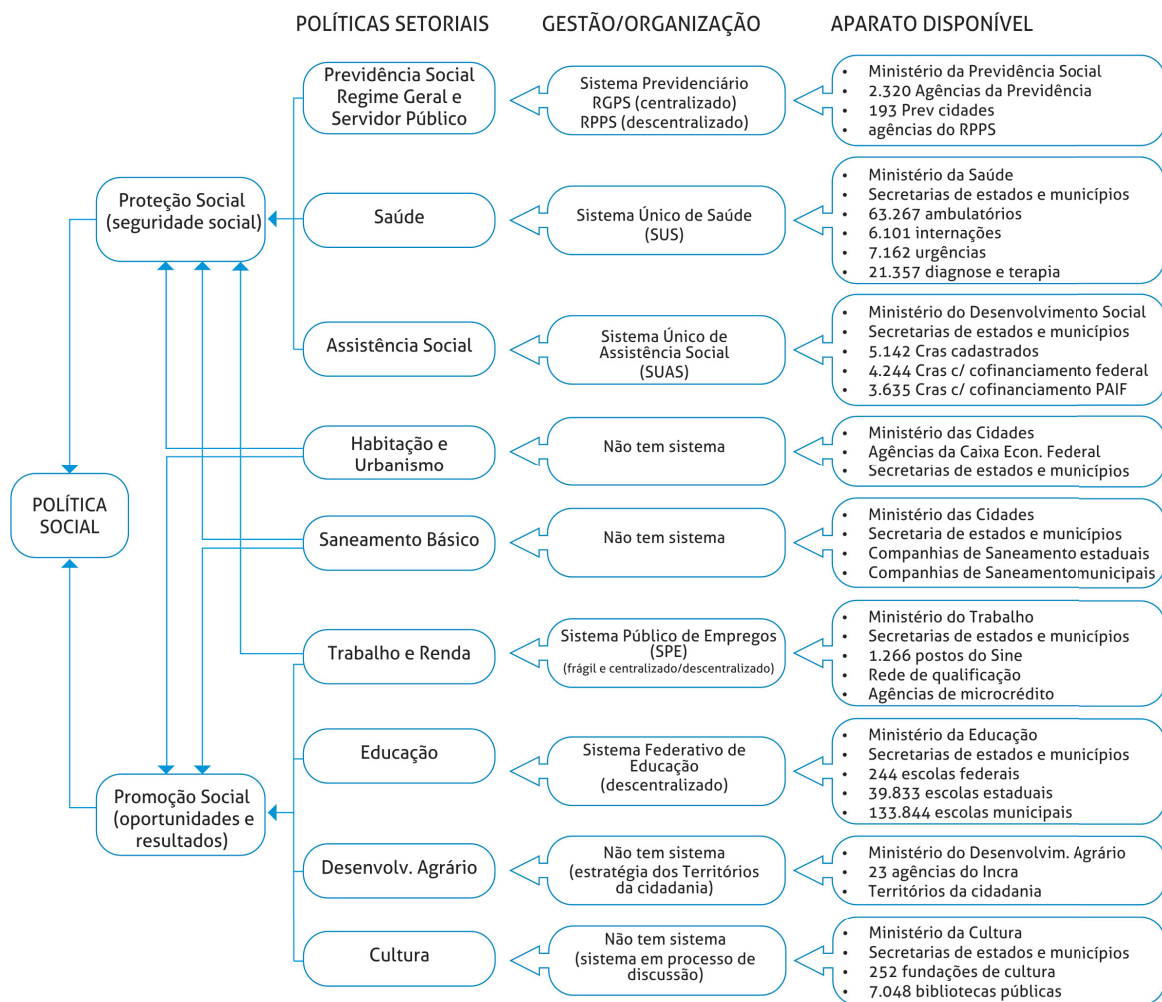 POLÍTICAS SETORIAIS
GESTÃO/ORGANIZAÇÃO
APARATO DISPONÍVEL
Previdência Social
Regime Geral e
Servidor Público
Sistema Previdenciário
RGPS (centralizado)
RPPS (descentralizado)
• Ministério da Previdência Social
• 2.320 Agências da Previdência
• 193 Prev cidades
• agências do RPPS
Proteção Social
(seguridade social)
Saúde
Sistema Único de Saúde
(SUS)
• Ministério da Saúde
• Secretarias de estados e municípios
• 63.267 ambulatórios
• 6.101 internações
• 7.162 urgências
• 21.357 diagnose e terapia
Assistência Social
Sistema Único de
Assistência Social
(SUAS)
• Ministério do Desenvolvimento Social
• Secretarias de estados e municípios
• 5.142 Cras cadastrados
• 4.244 Cras c/ cofinanciamento federal
• 3.635 Cras c/ cofinanciamento PAIF
Habitação e
Urbanismo
Não tem sistema
• Ministério das Cidades
• Agências da Caixa Econ. Federal
• Secretarias de estados e municípios
POLÍTICA
SOCIAL
Saneamento Básico
Não tem sistema
• Ministério das Cidades
• Secretaria de estados e municípios
• Companhias de Saneamento estaduais
• Companhias de Saneamento municipais
Trabalho e Renda
Sistema Público de Empregos
(SPE)
(frágil e centralizado/descentralizado)
• Ministério do Trabalho
• Secretarias de estados e municípios
• 1.266 postos do Sine
• Rede de qualificação
• Agências de microcrédito
Educação
Sistema Federativo de
Educação
(descentralizado)
• Ministério da Educação
• Secretarias de estados e municípios
• 244 escolas federais
• 39.833 escolas estaduais
• 133.844 escolas municipais
Promoção Social
(oportunidades e
resultados)
Desenvolv. Agrário
Não tem sistema
(estratégia dos Territórios
da cidadania)
• Ministério do Desenvolvim. Agrário
• 23 agências do Incra
• Territórios da cidadania
Cultura
Não tem sistema
(sistema em processo de
discussão)
• Ministério da Cultura
• Secretarias de estados e municípios
• 252 fundações de cultura
• 7.048 bibliotecas públicas